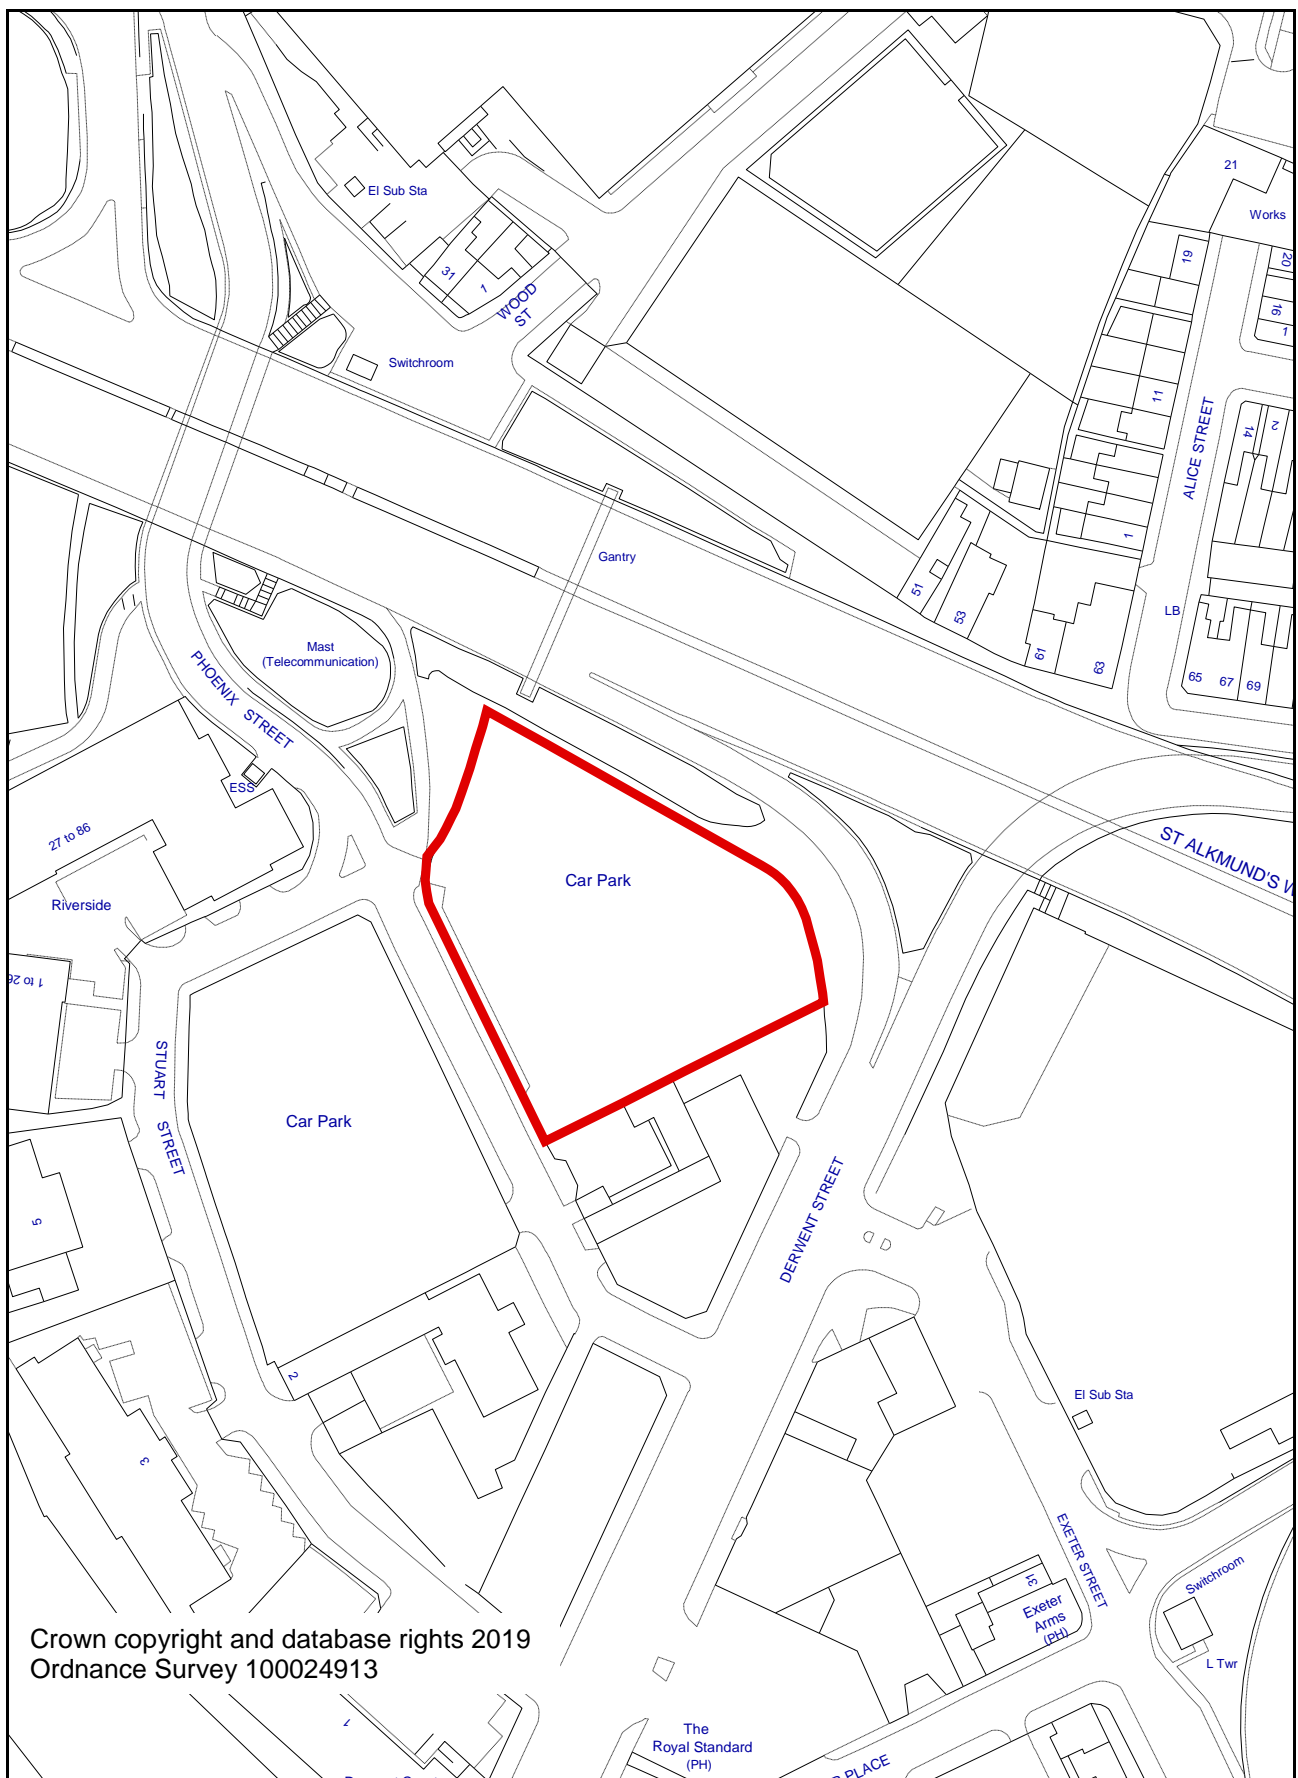 21
Works
El Sub Sta
19
20
31
1
WOOD
ST
16
1
Switchroom
11
ALICE STREET
14
2
Gantry
1
51
53
LB
61
63
65
67
69
Mast
(Telecommunication)
PHOENIX STREET
ESS
27 to 86
ST ALKMUND'S W
Car Park
Riverside
1 to 26
STUART STREET
Car Park
DERWENT STREET
5
2
El Sub Sta
3
EXETER STREET
Switchroom
31
Exeter
Arms
(PH)
L Twr
Crown copyright and database rights 2019
Ordnance Survey 100024913
1
The
Royal Standard
(PH)
PLACE